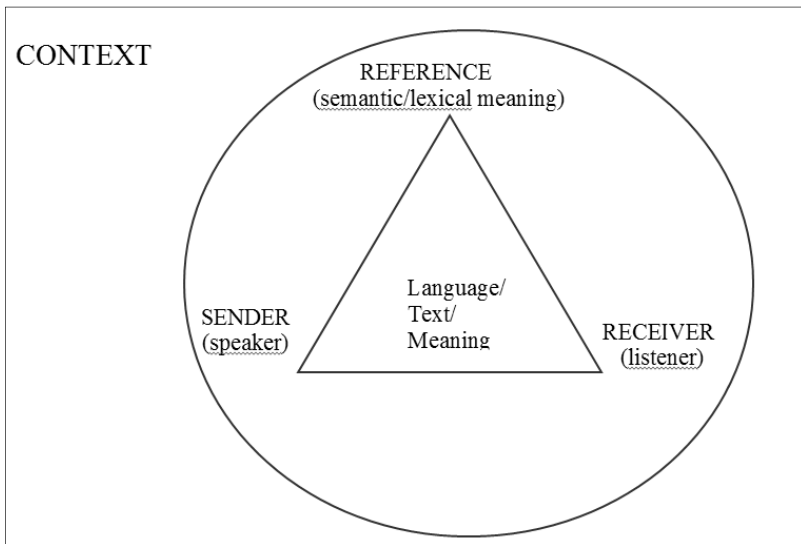 CONTEXT
REFERENCE
(semantic/lexical meaning)
Language/
Text/
Meaning
SENDER
(speaker)
RECEIVER
(listener)